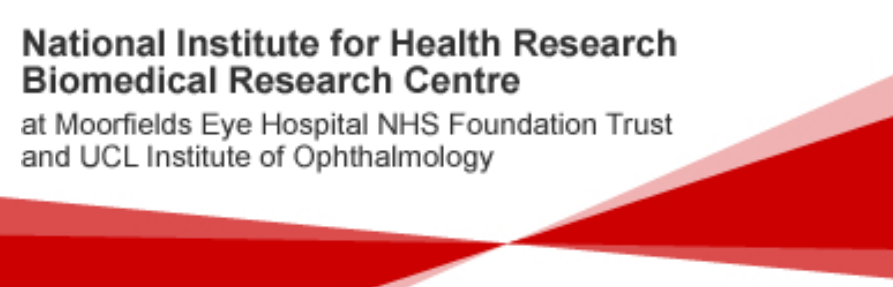 National Institute for Health Research
Biomedical Research Centre
at Moorfields Eye Hospital NHS Foundation Trust
and UCL Institute of Ophthalmology